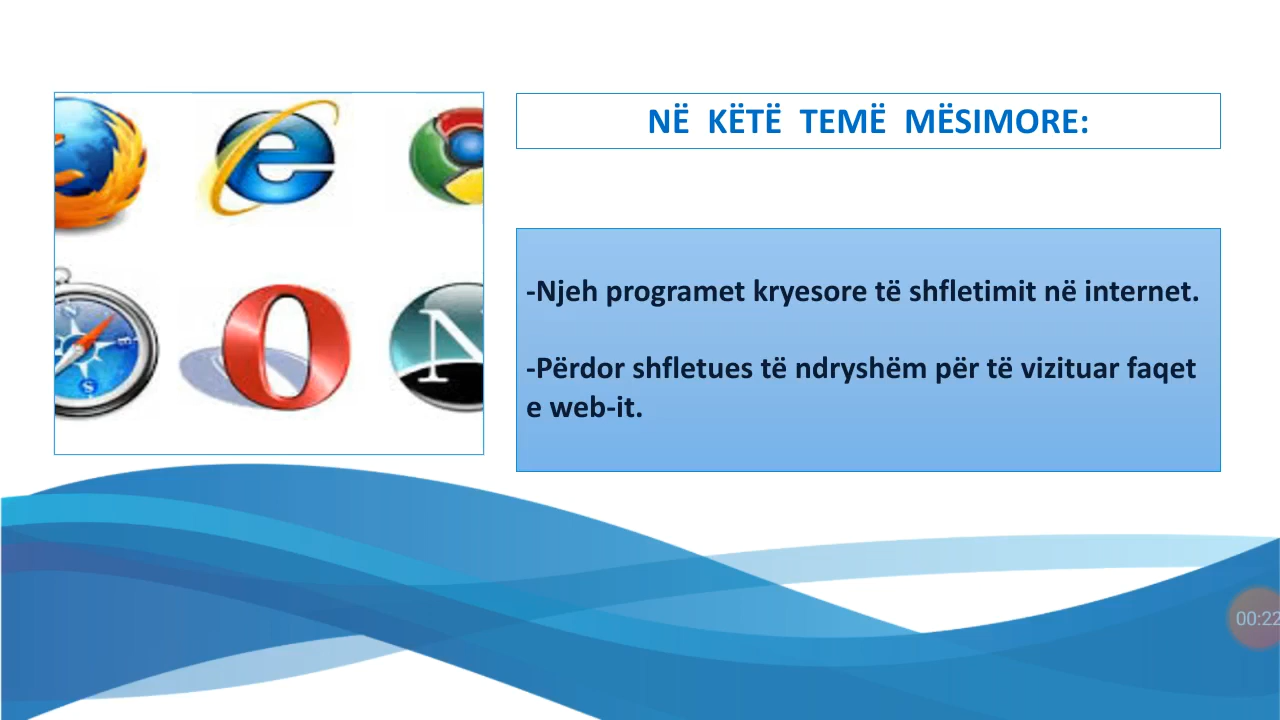 NË KËTË TEMË MËSIMORE:
-Njeh programet kryesore të shfletimit në internet.
-Përdor shfletues të ndryshëm për të vizituar faqet
e web-it.
00:22